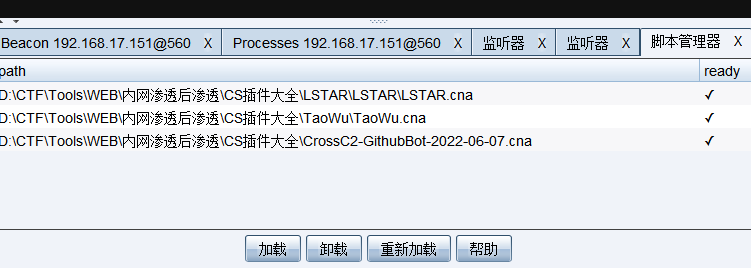 Beacon 192.168.17.151@560 X Processes 192.168.17.151@560 X 监听器 X 监听器 X 脚本管理器 X
path ready
D:\CTF\Tools\WEB\内网渗透后渗透\CS插件大全\LSTAR\LSTAR\LSTAR.cna ✓
D:\CTF\Tools\WEB\内网渗透后渗透\CS插件大全\TaoWu\TaoWu.cna ✓
D:\CTF\Tools\WEB\内网渗透后渗透\CS插件大全\CrossC2-GithubBot-2022-06-07.cna ✓
加载 卸载 重新加载 帮助